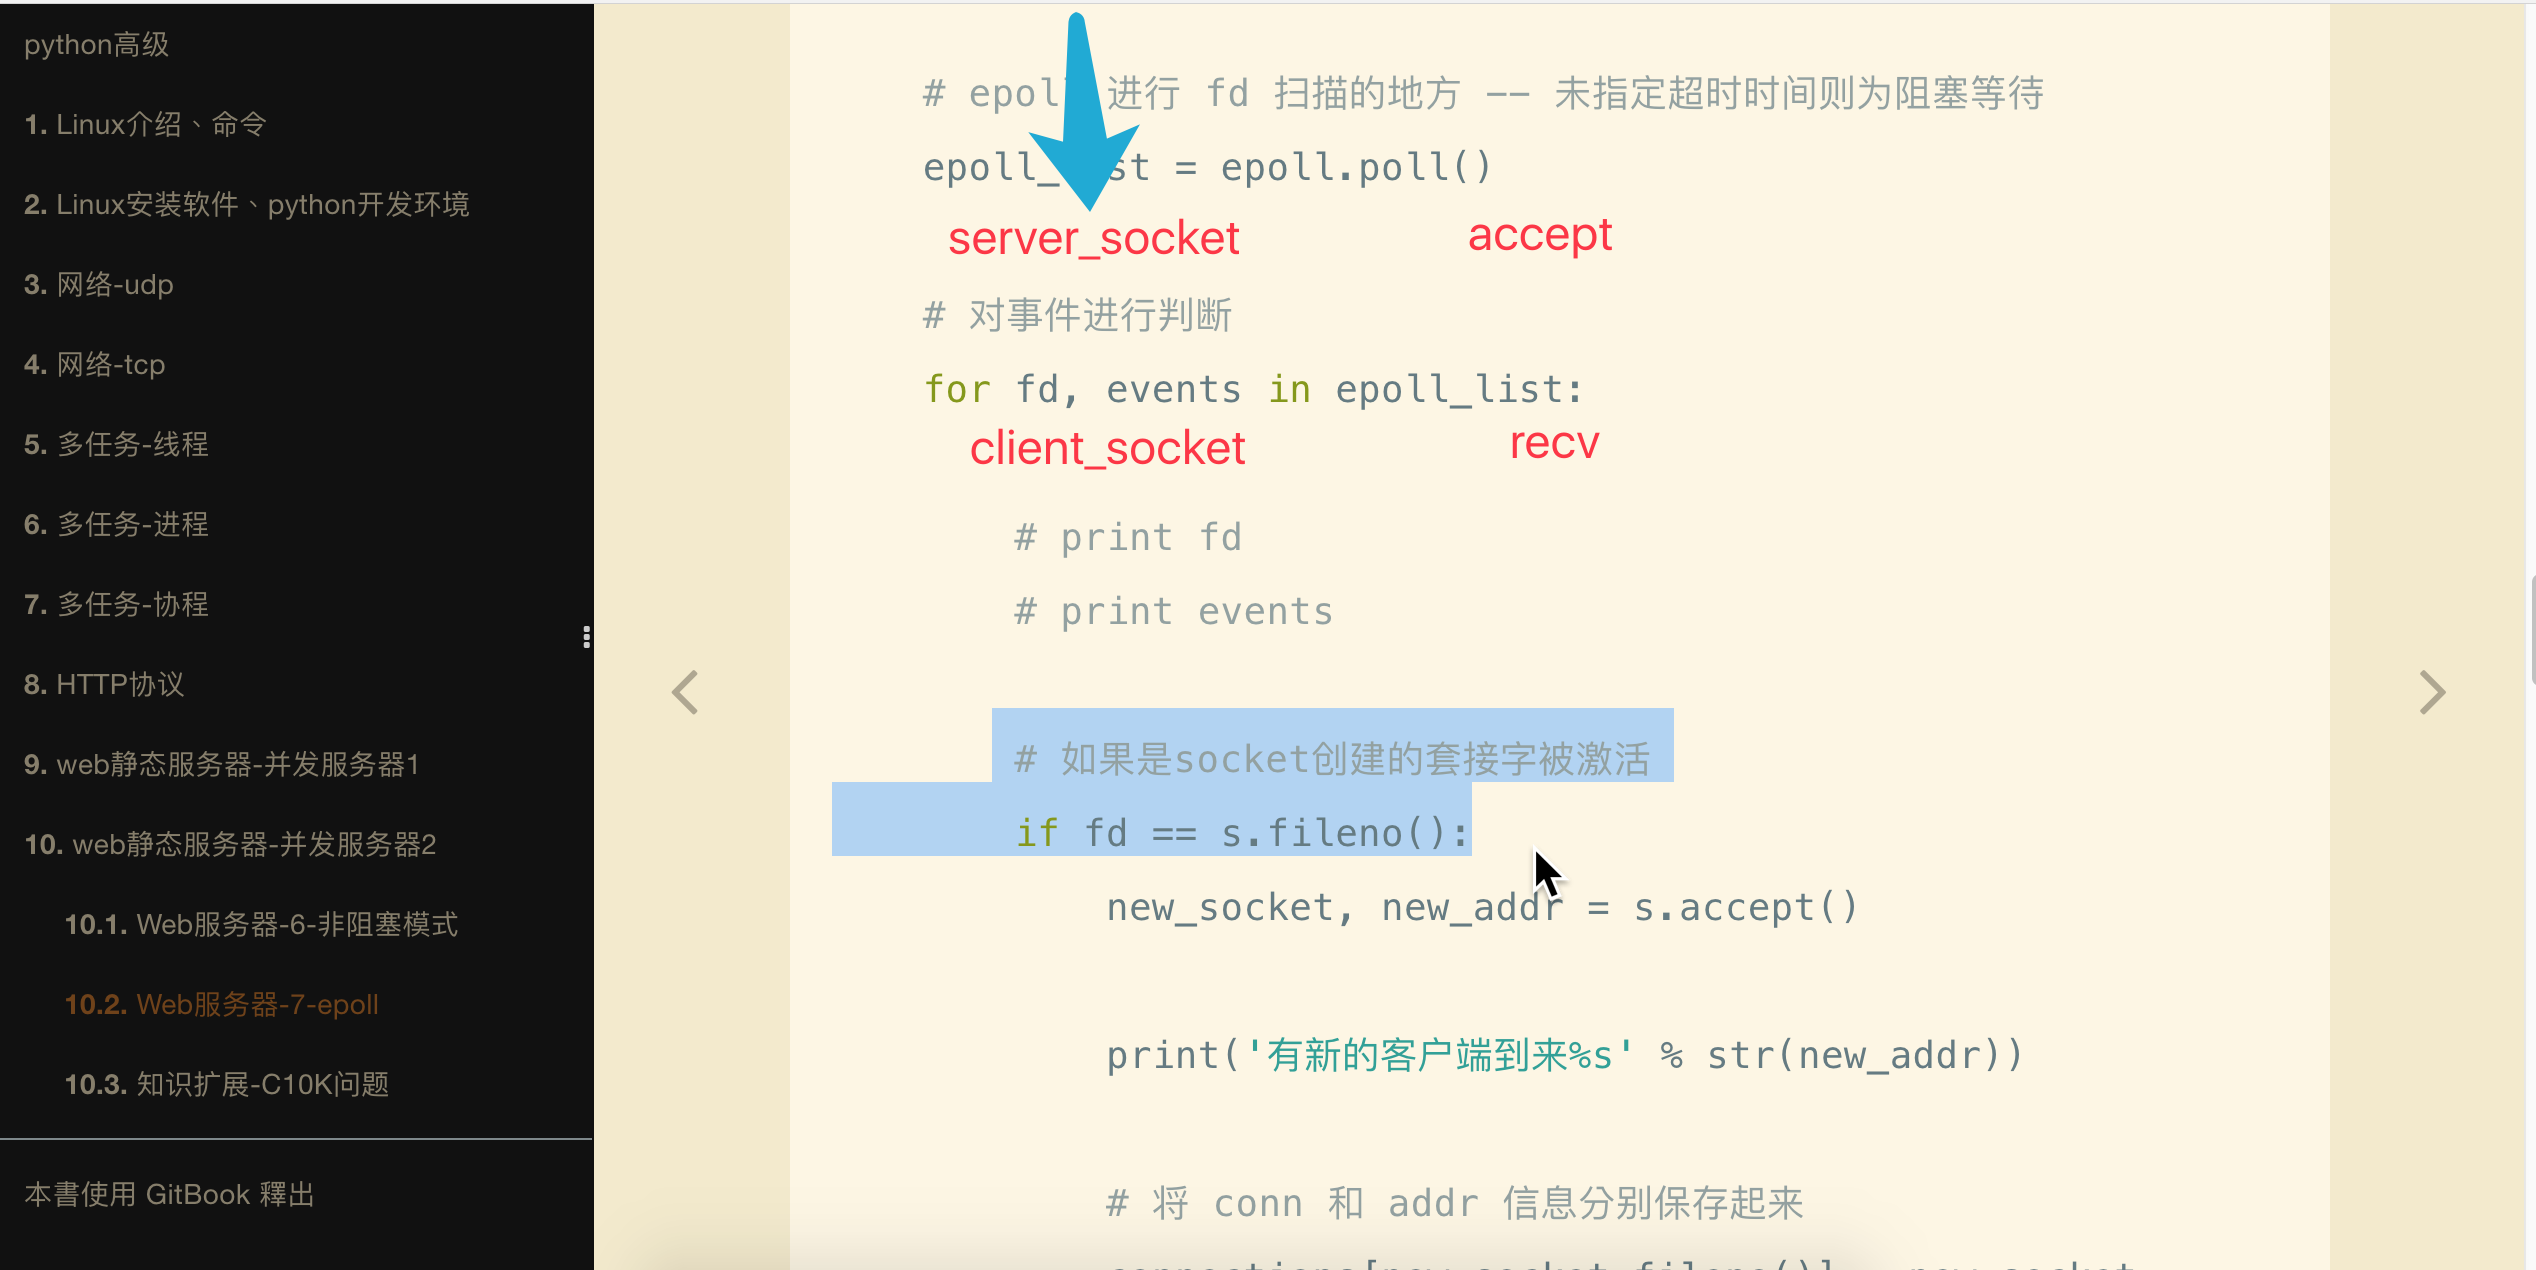 python高级
1. Linux介绍、命令
2. Linux安装软件、python开发环境
3. 网络-udp
4. 网络-tcp
5. 多任务-线程
6. 多任务-进程
7. 多任务-协程
8. HTTP协议
9. web静态服务器-并发服务器1
10. web静态服务器-并发服务器2
10.1. Web服务器-6-非阻塞模式
10.2. Web服务器-7-epoll
10.3. 知识扩展-C10K问题
本書使用 GitBook 釋出
# epol 进行 fd 扫描的地方 -- 未指定超时时间则为阻塞等待
epoll_ st = epoll.poll()
server_socket accept
# 对事件进行判断
for fd, events in epoll_list:
client_socket recv
# print fd
# print events
# 如果是socket创建的套接字被激活
if fd == s.fileno():
new_socket, new_addr = s.accept()
print('有新的客户端到来%s' % str(new_addr))
# 将 conn 和 addr 信息分别保存起来